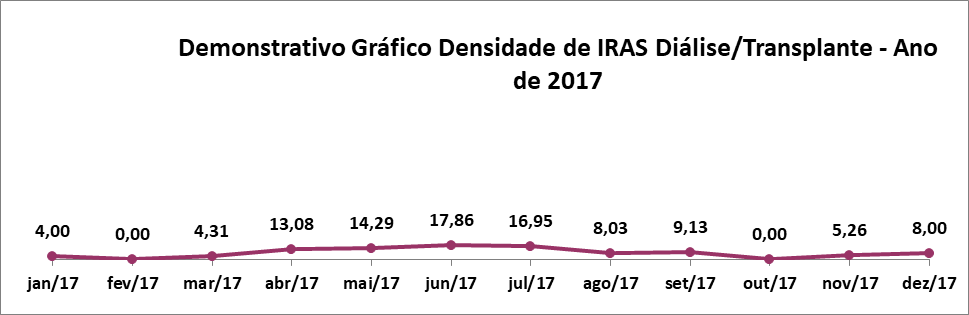 Demonstrativo Gráfico Densidade de IRAS Diálise/Transplante - Ano
de 2017
4,00 0,00 4,31 13,08 14,29 17,86 16,95 8,03 9,13 0,00 5,26 8,00
jan/17 fev/17 mar/17 abr/17 mai/17 jun/17 jul/17 ago/17 set/17 out/17 nov/17 dez/17